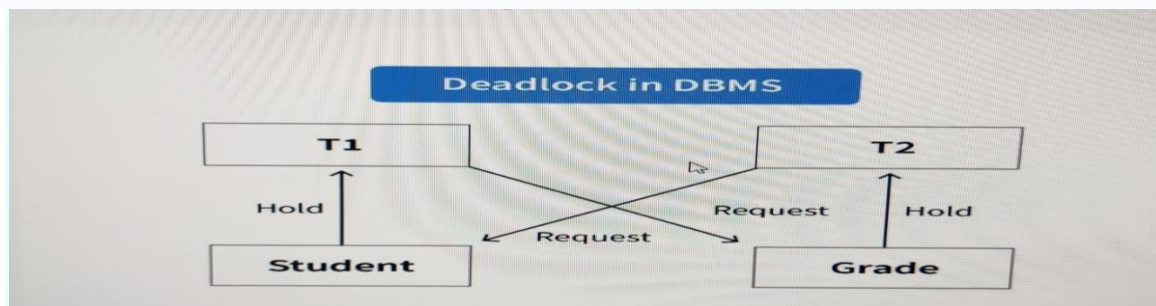 Deadlock in DBMS
T1
T2
Hold
Request
Hold
Request
Student
Grade